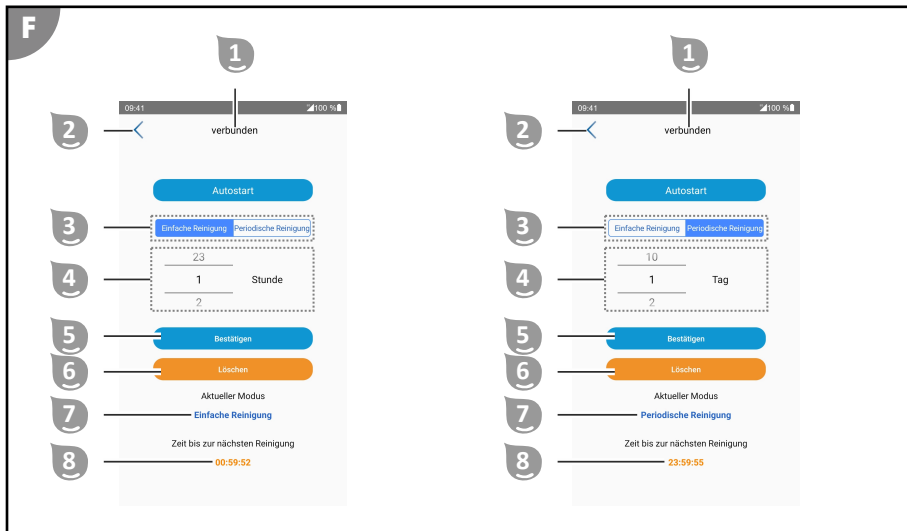 F
1
09:41
100 %
2
verbunden
Autostart
3
Einfache Reinigung Periodische Reinigung
23
4
1 Stunde
2
5
Bestätigen
6
Löschen
Aktueller Modus
7
Einfache Reinigung
Zeit bis zur nächsten Reinigung
8
00:59:52
1
09:41
100 %
2
verbunden
Autostart
3
Einfache Reinigung Periodische Reinigung
10
4
1 Tag
2
5
Bestätigen
6
Löschen
Aktueller Modus
7
Periodische Reinigung
Zeit bis zur nächsten Reinigung
8
23:59:55